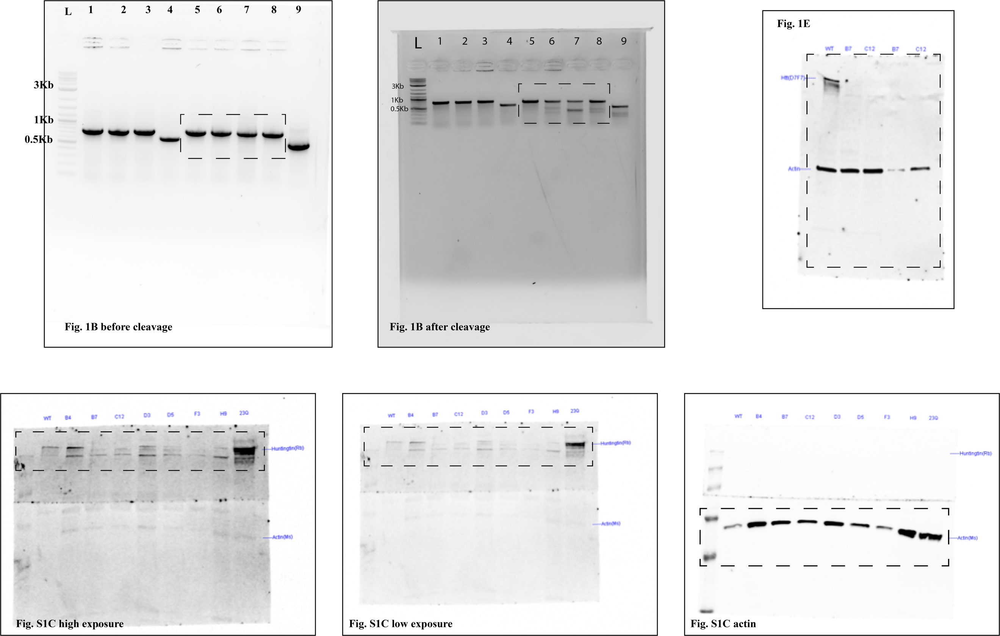 L 1 2 3 4 5 6 7 8 9
3Kb
1Kb
0.5Kb
Fig. 1B before cleavage
L 1 2 3 4 5 6 7 8 9
3Kb
1Kb
0.5Kb
Fig. 1B after cleavage
Fig. 1E
WT B7 C12 B7 C12
Actin
WT B4 B7 C12 D3 D5 F3 H9 23Q
Huntingtin(Rb)
Actin(Ms)
Fig. S1C high exposure
WT B4 B7 C12 D3 D5 F3 H9 23Q
Huntingtin(Rb)
Actin(Ms)
Fig. S1C low exposure
WT B4 B7 C12 D3 D5 F3 H9 23Q
Huntingtin(Rb)
Actin(Ms)
Fig. S1C actin